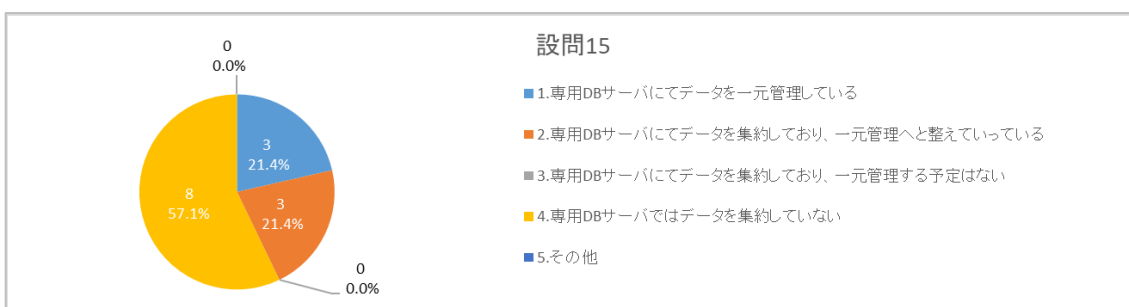 設問15
0
0.0%
3
21.4%
8
57.1%
3
21.4%
0
0.0%
1.専用DBサーバにてデータを一元管理している
2.専用DBサーバにてデータを集約しており、一元管理へと整えていっている
3.専用DBサーバにてデータを集約しており、一元管理する予定はない
4.専用DBサーバではデータを集約していない
5.その他